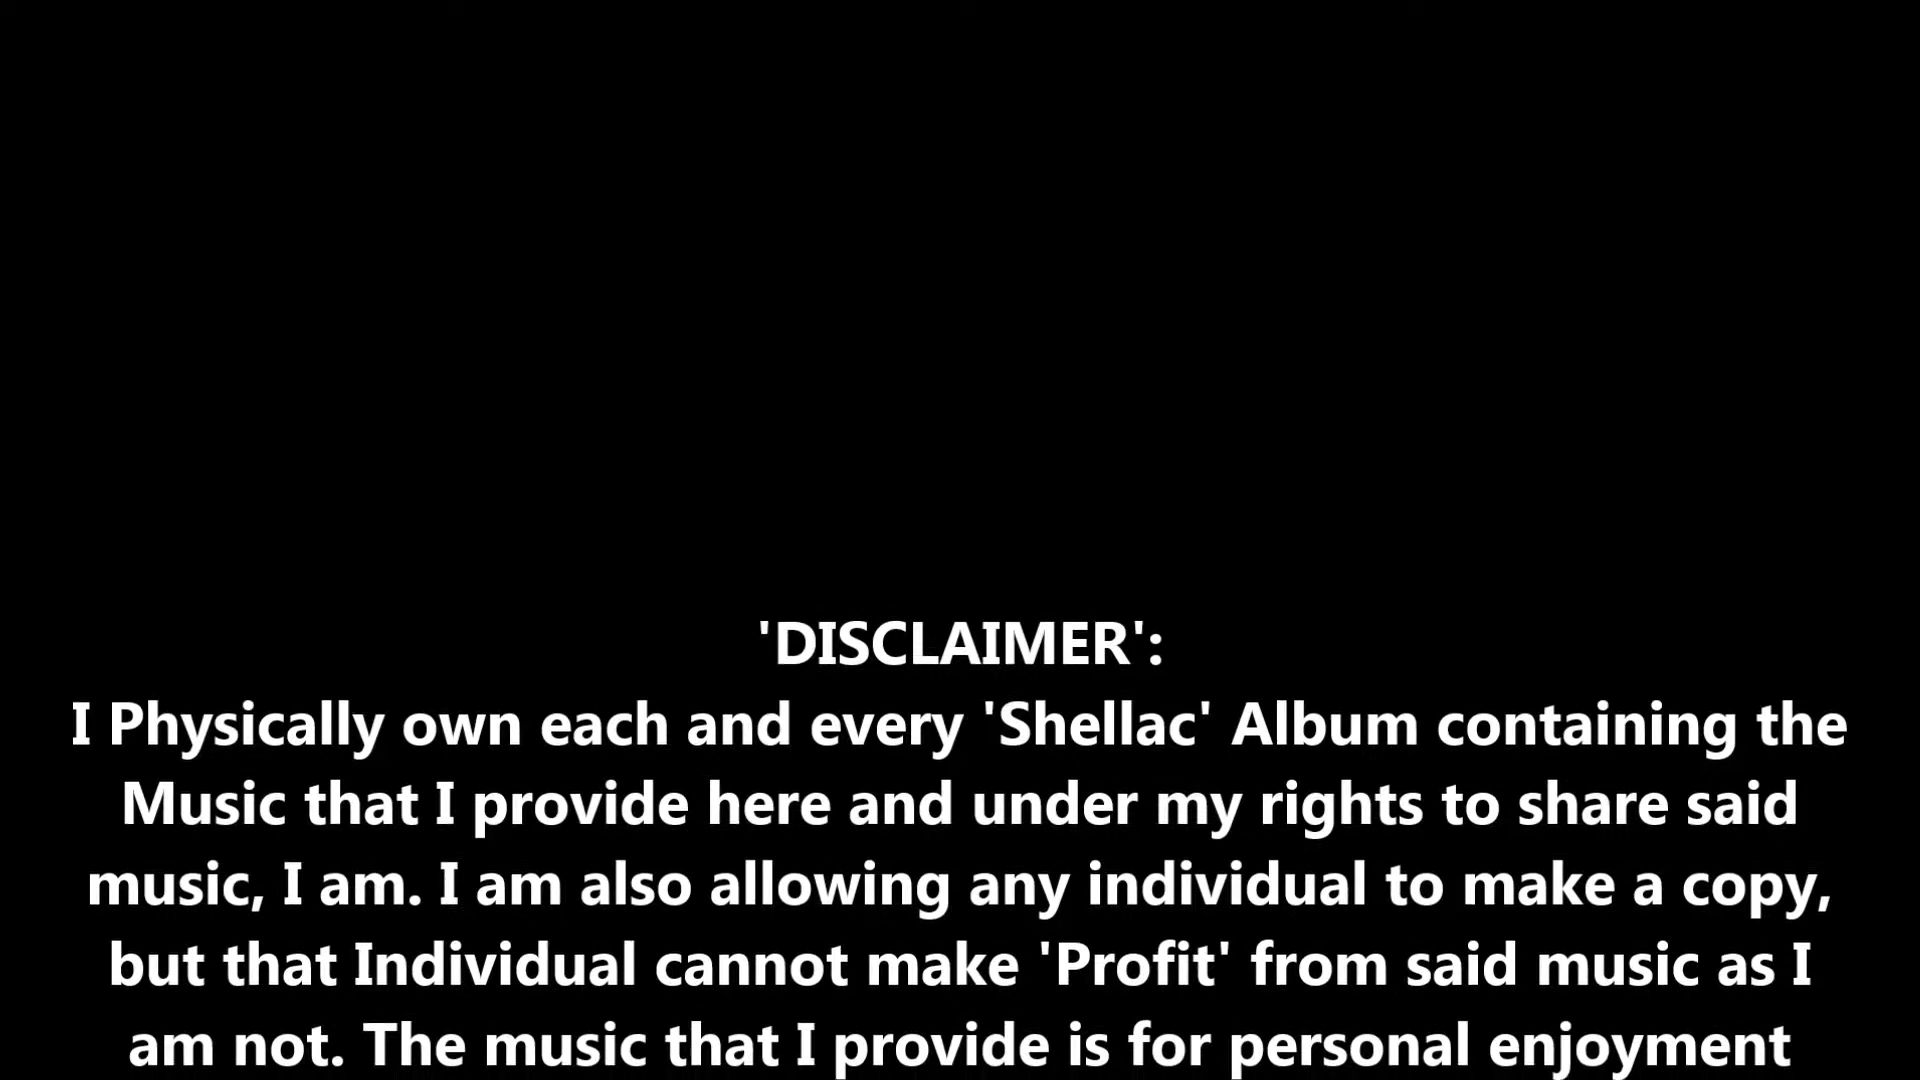 'DISCLAIMER':
I Physically own each and every 'Shellac' Album containing the
Music that I provide here and under my rights to share said
music, I am. I am also allowing any individual to make a copy,
but that Individual cannot make 'Profit' from said music as I
am not. The music that I provide is for personal enjoyment